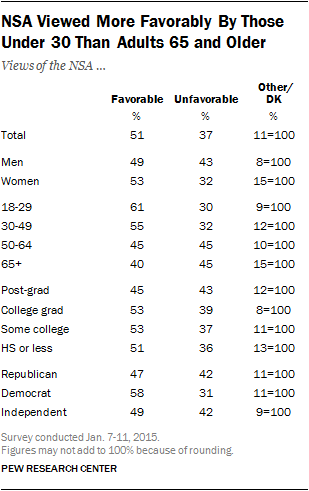 NSA Viewed More Favorably By Those
Under 30 Than Adults 65 and Older
Views of the NSA ...
Favorable Unfavorable Other/
DK
% % %
Total 51 37 11=100
Men 49 43 8=100
Women 53 32 15=100
18-29 61 30 9=100
30-49 55 32 12=100
50-64 45 45 10=100
65+ 40 45 15=100
Post-grad 45 43 12=100
College grad 53 39 8=100
Some college 53 37 11=100
HS or less 51 36 13=100
Republican 47 42 11=100
Democrat 58 31 11=100
Independent 49 42 9=100
Survey conducted Jan. 7-11, 2015.
Figures may not add to 100% because of rounding.
PEW RESEARCH CENTER